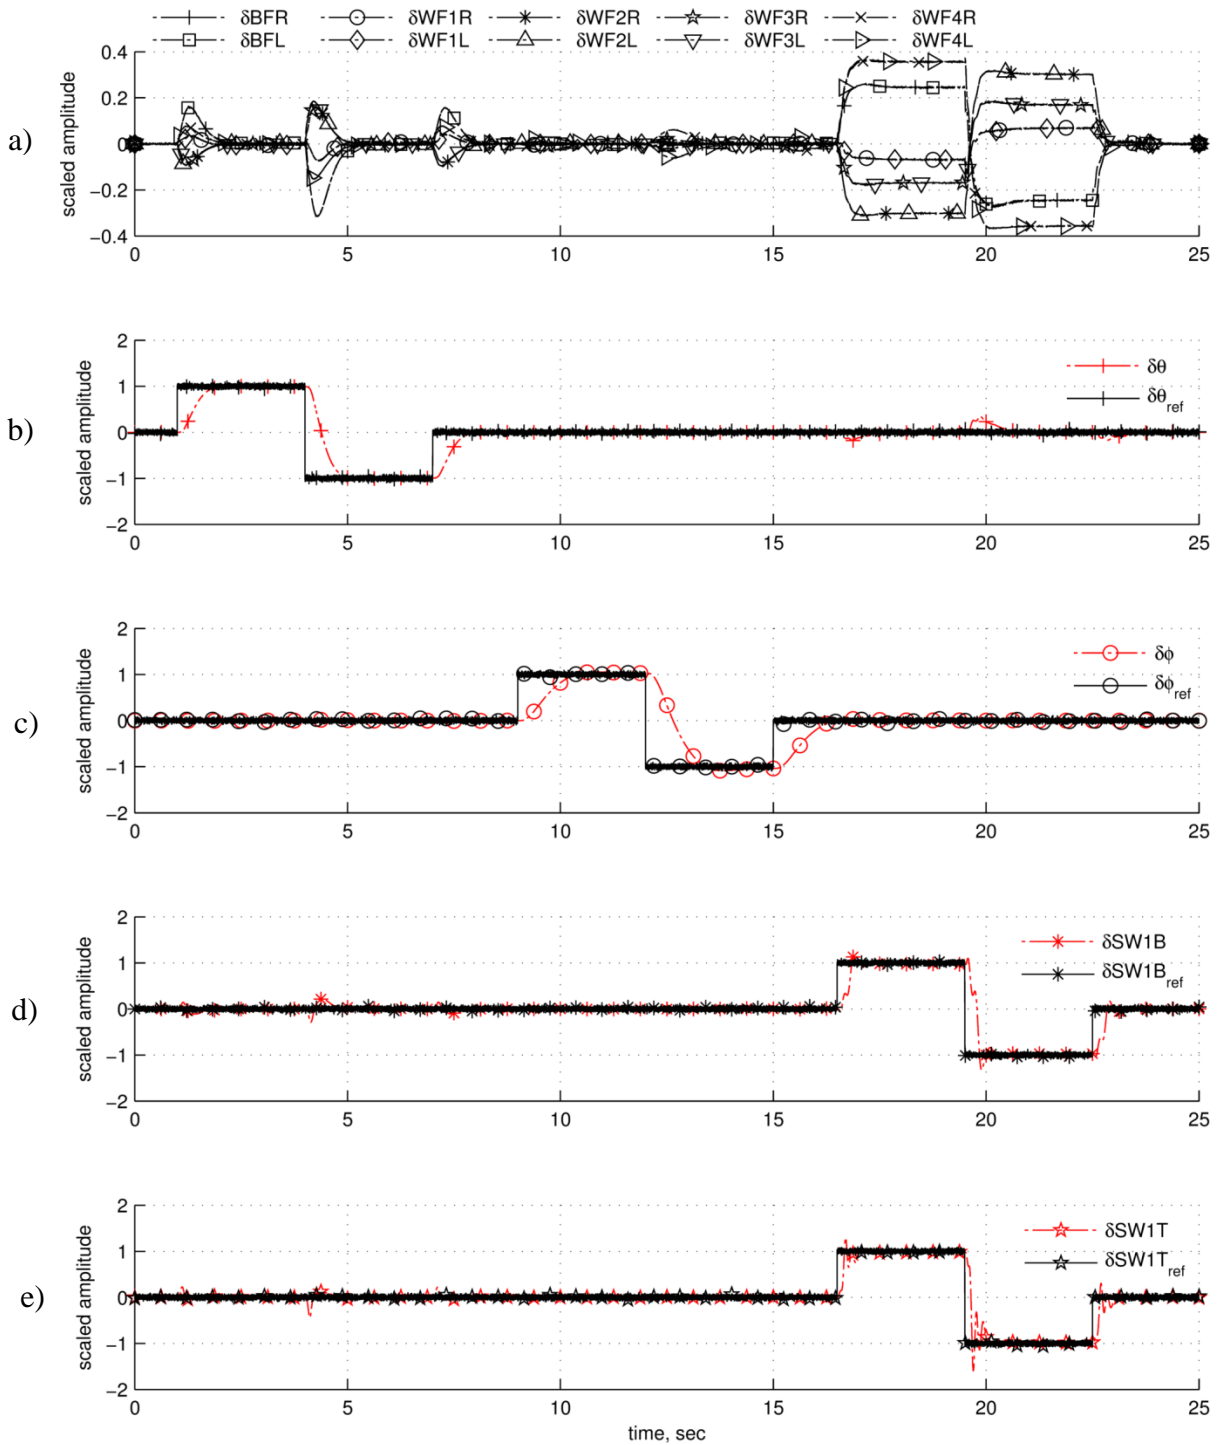 δBFR δWF1R δWF2R δWF3R δWF4R
δBFL δWF1L δWF2L δWF3L δWF4L
a)
scaled amplitude
0.4
0.2
0
−0.2
−0.4
0 5 10 15 20 25
b)
scaled amplitude
2
1
0
−1
−2
δθ
δθref
0 5 10 15 20 25
c)
scaled amplitude
2
1
0
−1
−2
δϕ
δϕref
0 5 10 15 20 25
d)
scaled amplitude
2
1
0
−1
−2
δSW1B
δSW1Bref
0 5 10 15 20 25
e)
scaled amplitude
2
1
0
−1
−2
δSW1T
δSW1Tref
0 5 10 15 20 25
time, sec